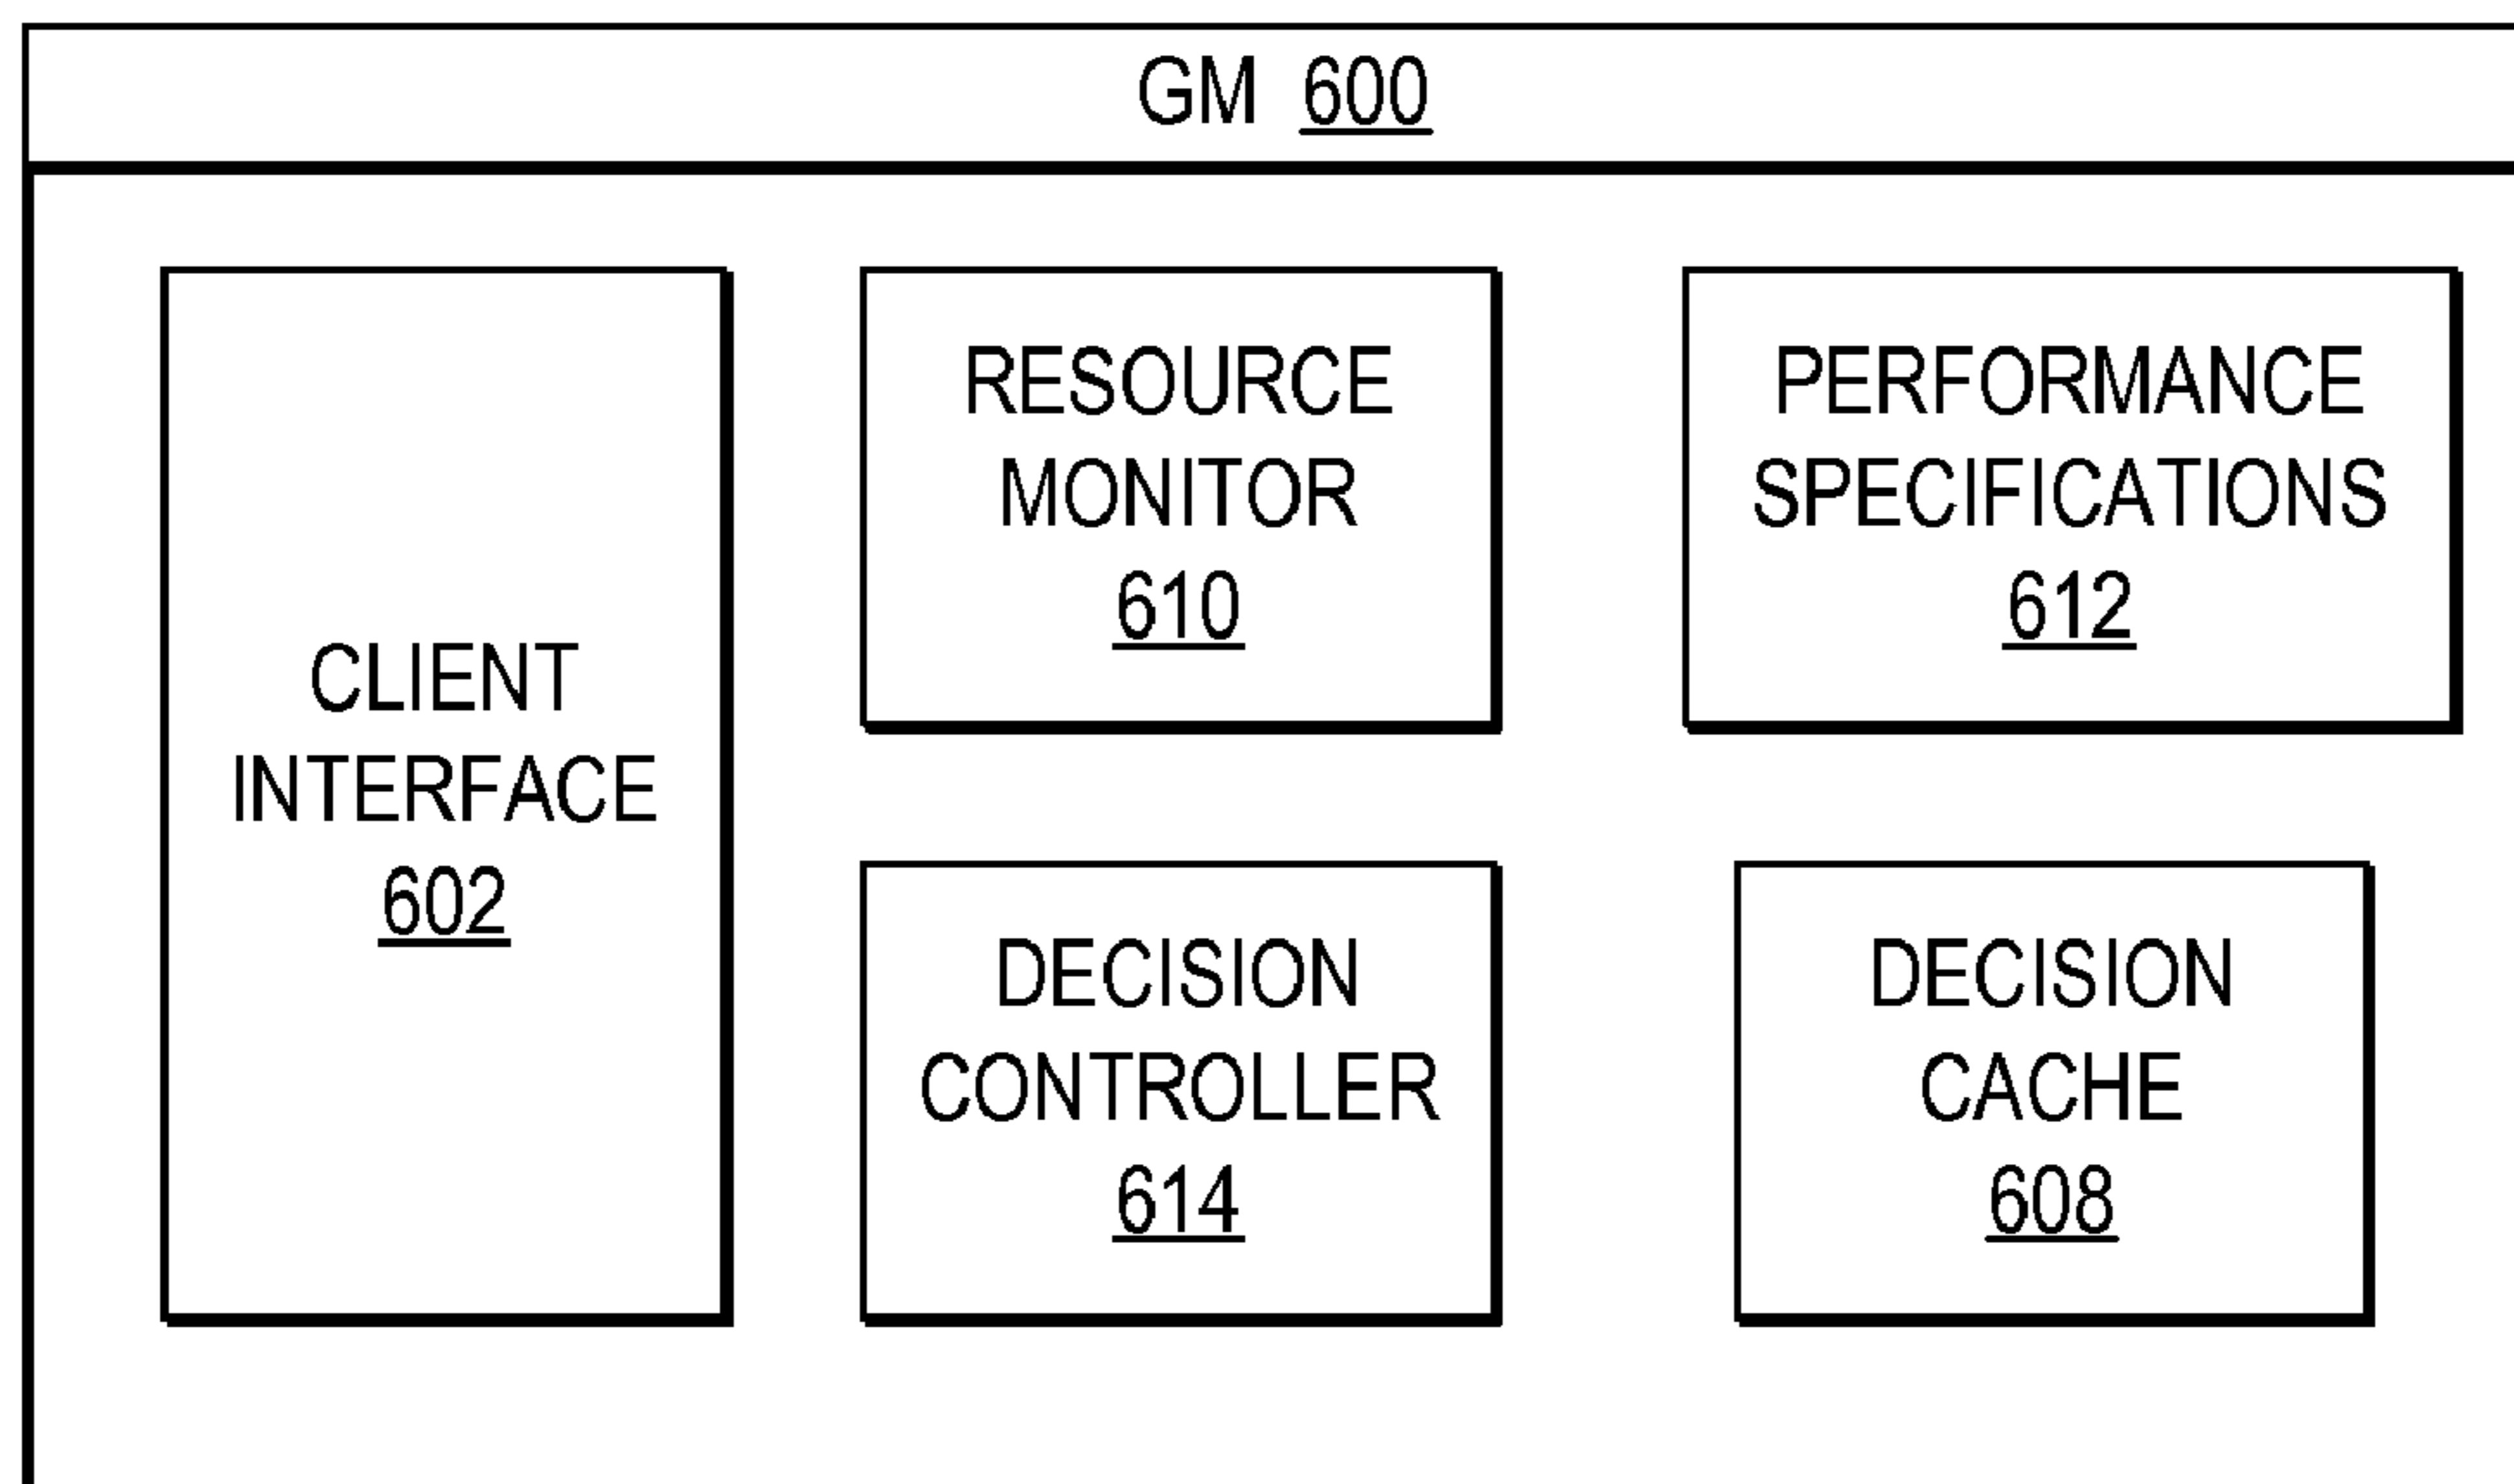 GM 600
CLIENT
INTERFACE
602
RESOURCE
MONITOR
610
PERFORMANCE
SPECIFICATIONS
612
DECISION
CONTROLLER
614
DECISION
CACHE
608